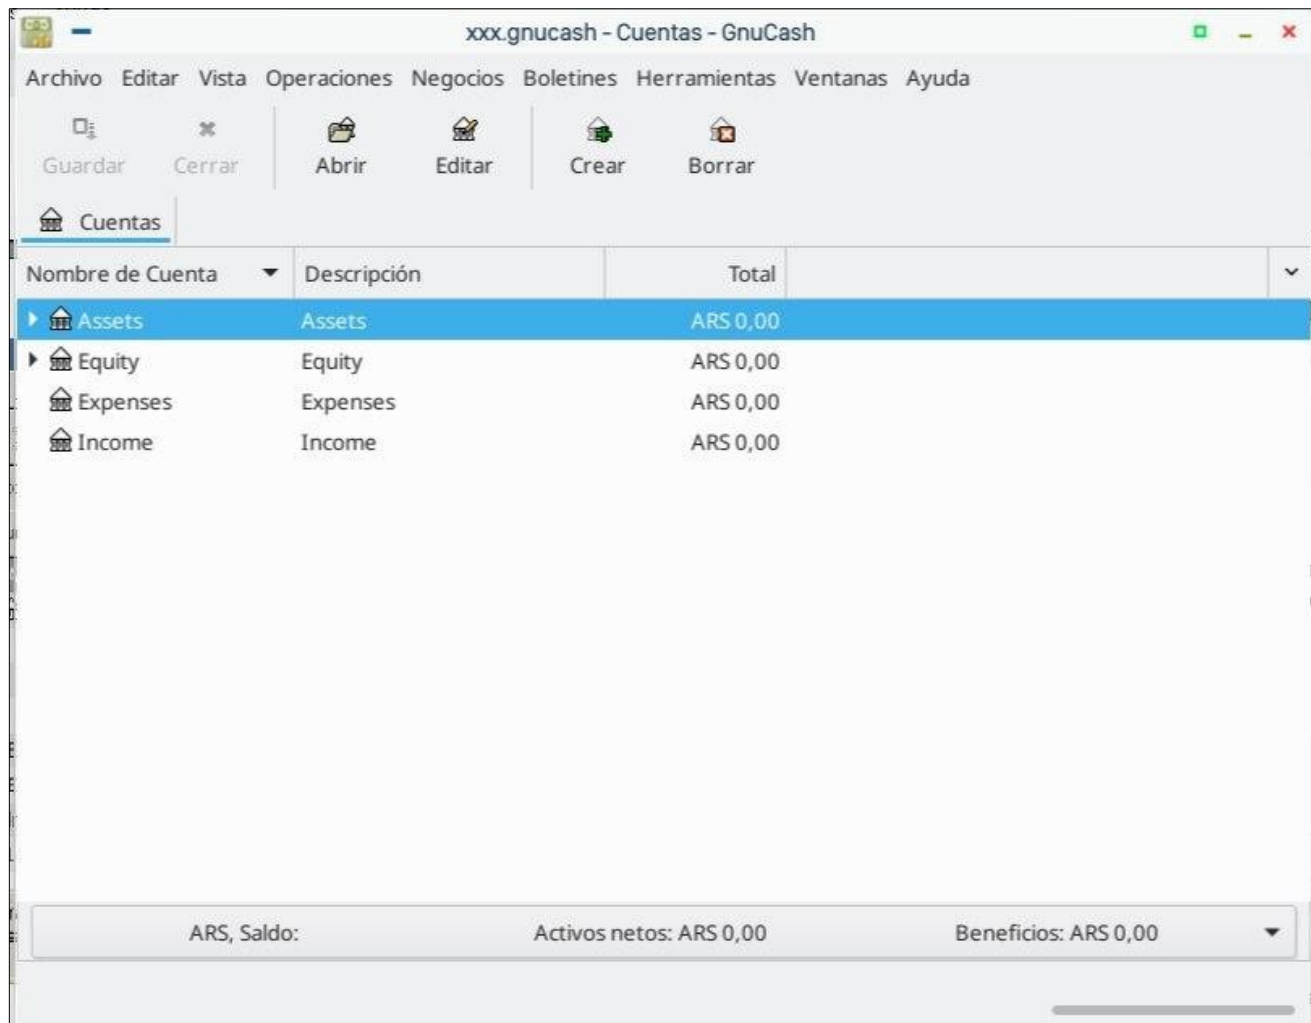 xxx.gnucash - Cuentas - GnuCash
Archivo Editar Vista Operaciones Negocios Boletines Herramientas Ventanas Ayuda
Guardar Cerrar Abrir Editar Crear Borrar
Cuentas
Nombre de Cuenta Descripción Total
Assets Assets ARS 0,00
Equity Equity ARS 0,00
Expenses Expenses ARS 0,00
Income Income ARS 0,00
ARS, Saldo: Activos netos: ARS 0,00 Beneficios: ARS 0,00